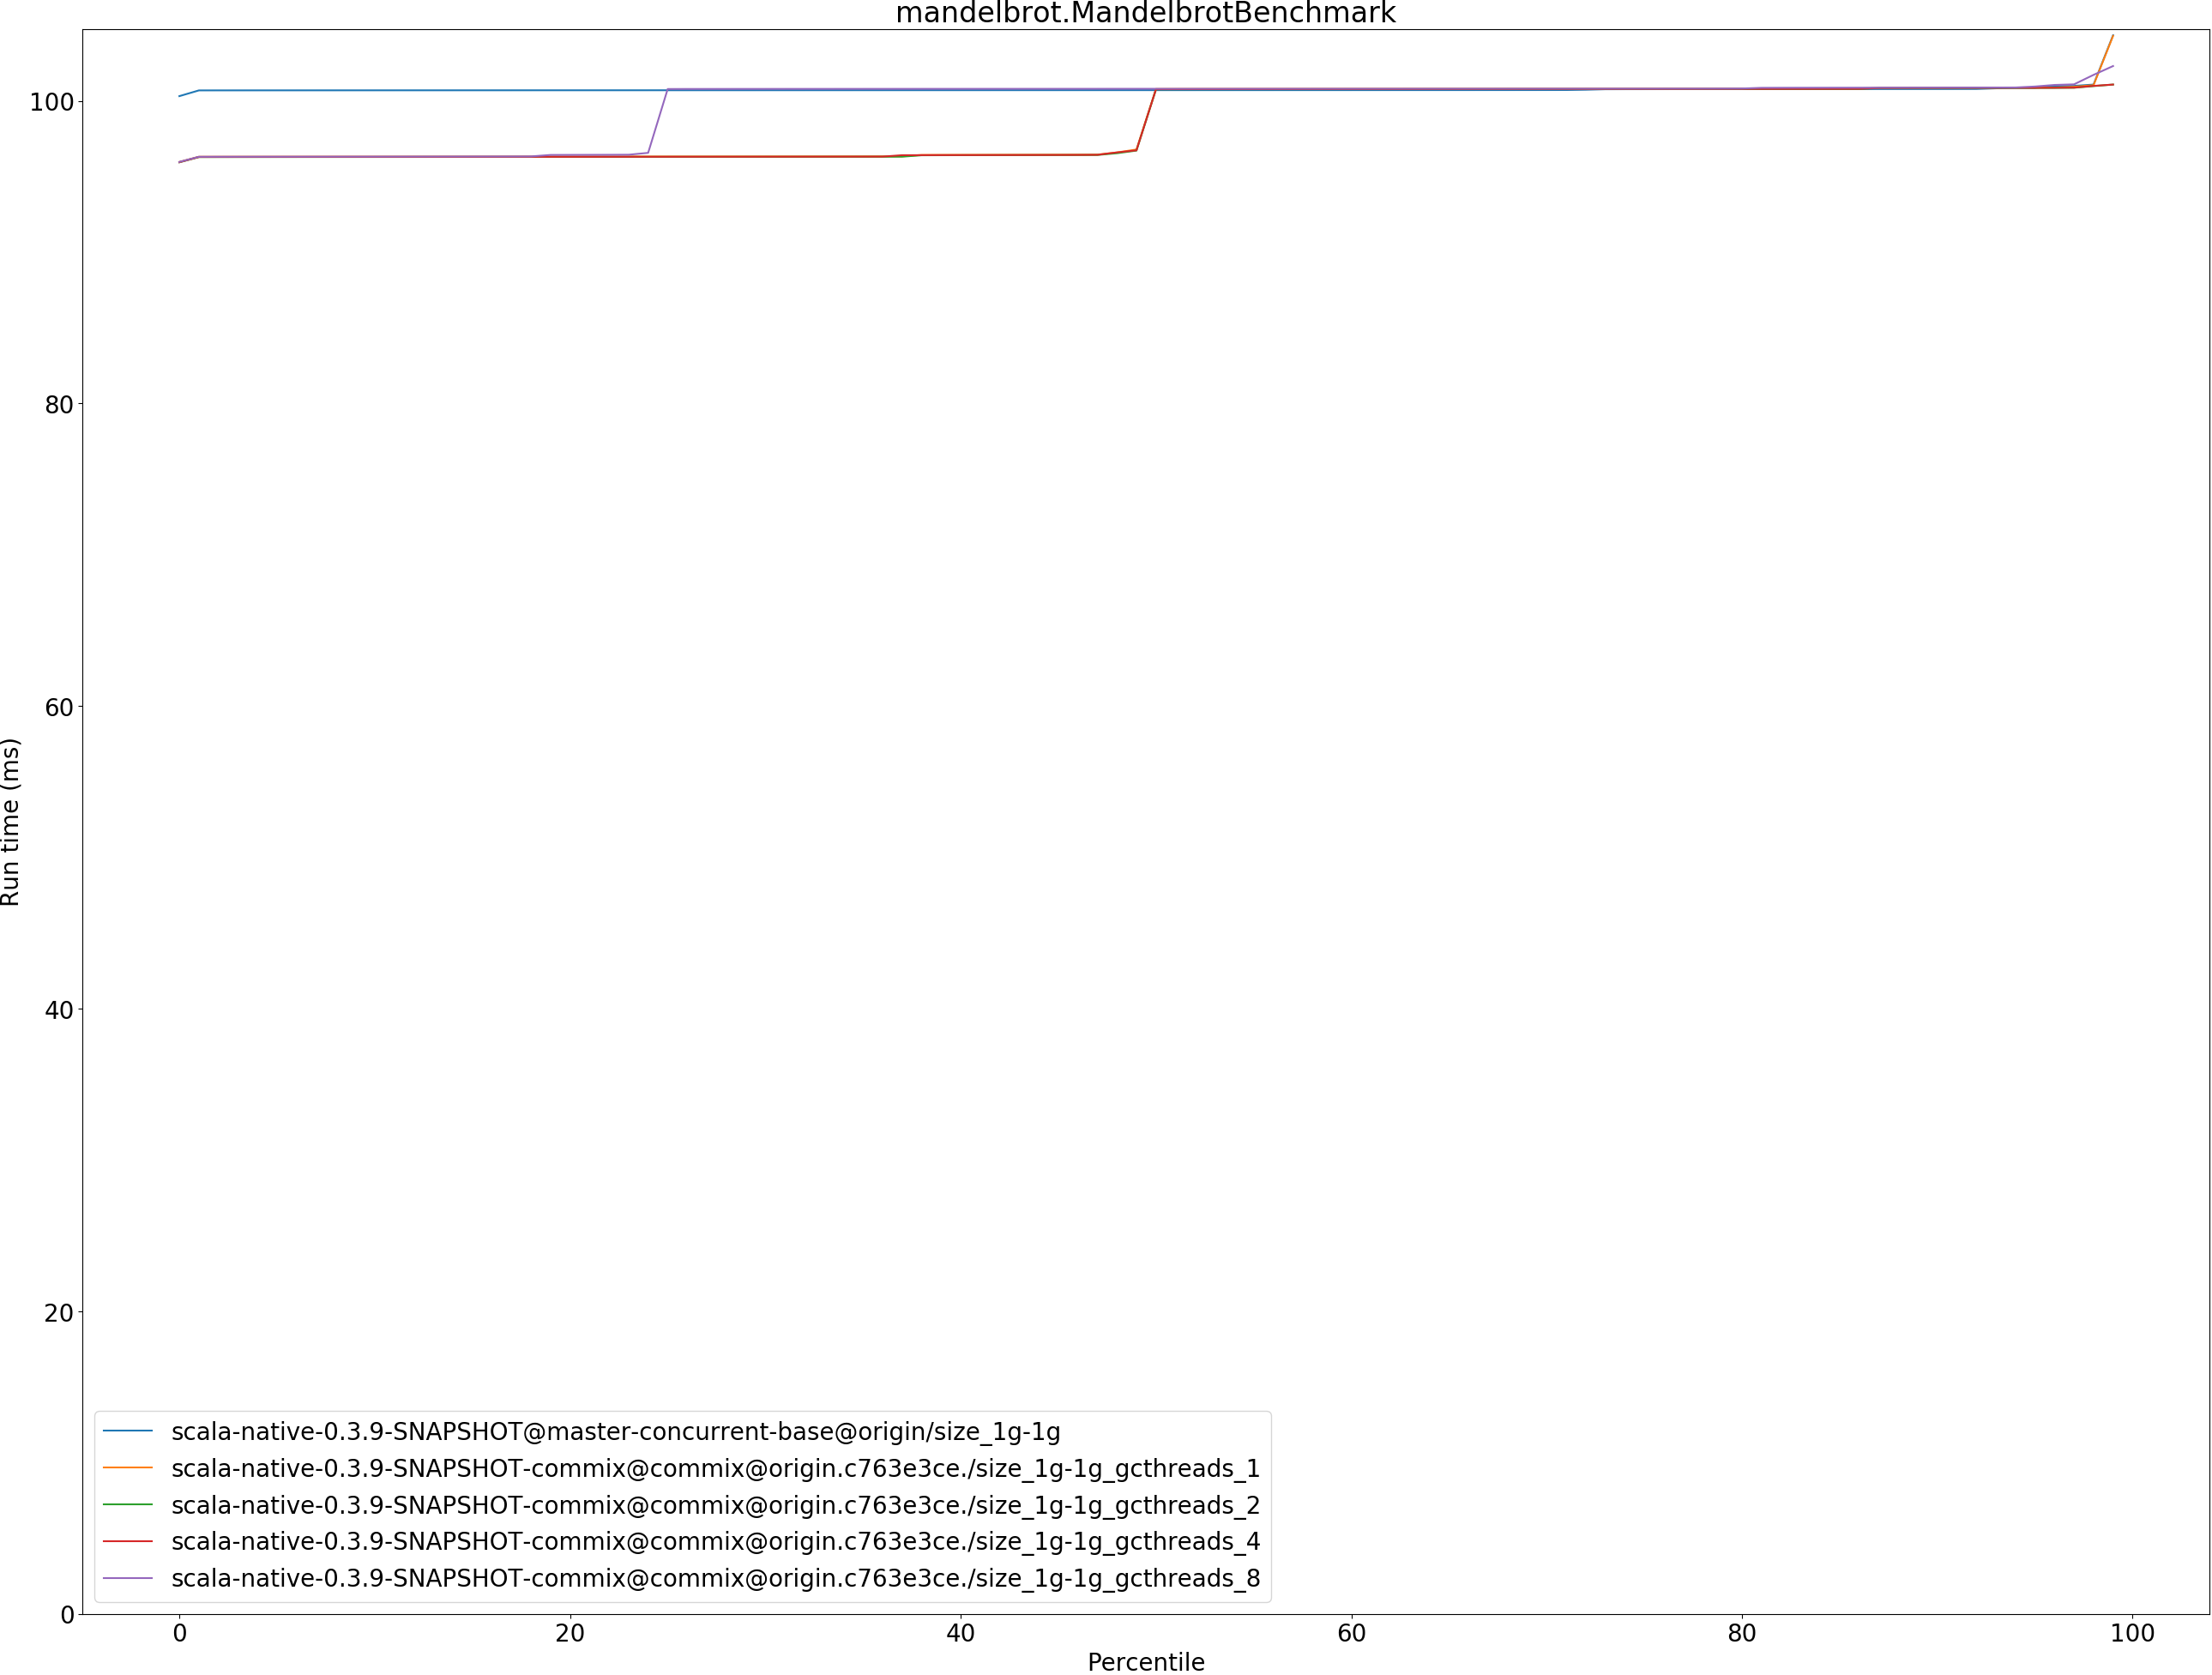 mandelbrot.MandelbrotBenchmark
100
80
60
40
20
0
Run time (ms)
scala-native-0.3.9-SNAPSHOT@master-concurrent-base@origin/size_1g-1g
scala-native-0.3.9-SNAPSHOT-commix@commix@origin.c763e3ce./size_1g-1g_gcthreads_1
scala-native-0.3.9-SNAPSHOT-commix@commix@origin.c763e3ce./size_1g-1g_gcthreads_2
scala-native-0.3.9-SNAPSHOT-commix@commix@origin.c763e3ce./size_1g-1g_gcthreads_4
scala-native-0.3.9-SNAPSHOT-commix@commix@origin.c763e3ce./size_1g-1g_gcthreads_8
0 20 40 60 80 100
Percentile